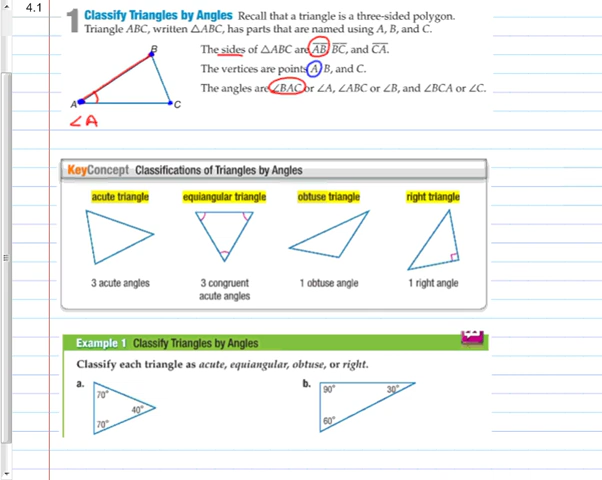 4.1
1 Classify Triangles by Angles Recall that a triangle is a three-sided polygon.
Triangle ABC, written △ABC, has parts that are named using A, B, and C.
B
A
C
∠A
The sides of △ABC are AB, BC, and CA.
The vertices are points A, B, and C.
The angles are ∠BAC or ∠A, ∠ABC or ∠B, and ∠BCA or ∠C.
KeyConcept Classifications of Triangles by Angles
acute triangle equiangular triangle obtuse triangle right triangle
3 acute angles 3 congruent 1 obtuse angle 1 right angle
acute angles
Example 1 Classify Triangles by Angles
Classify each triangle as acute, equiangular, obtuse, or right.
a. b.
70° 90° 30°
40°
70° 60°